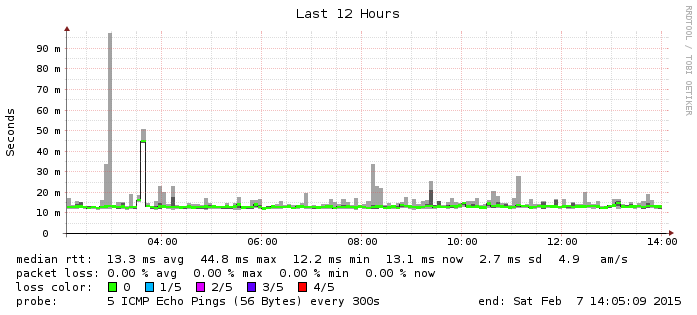 Last 12 Hours
RRDTOOL / TOBI OETIKER
Seconds
90 m
80 m
70 m
60 m
50 m
40 m
30 m
20 m
10 m
0
04:00 06:00 08:00 10:00 12:00 14:00
median rtt: 13.3 ms avg 44.8 ms max 12.2 ms min 13.1 ms now 2.7 ms sd 4.9 am/s
packet loss: 0.00 % avg 0.00 % max 0.00 % min 0.00 % now
loss color: 0 1/5 2/5 3/5 4/5
probe: 5 ICMP Echo Pings (56 Bytes) every 300s end: Sat Feb 7 14:05:09 2015